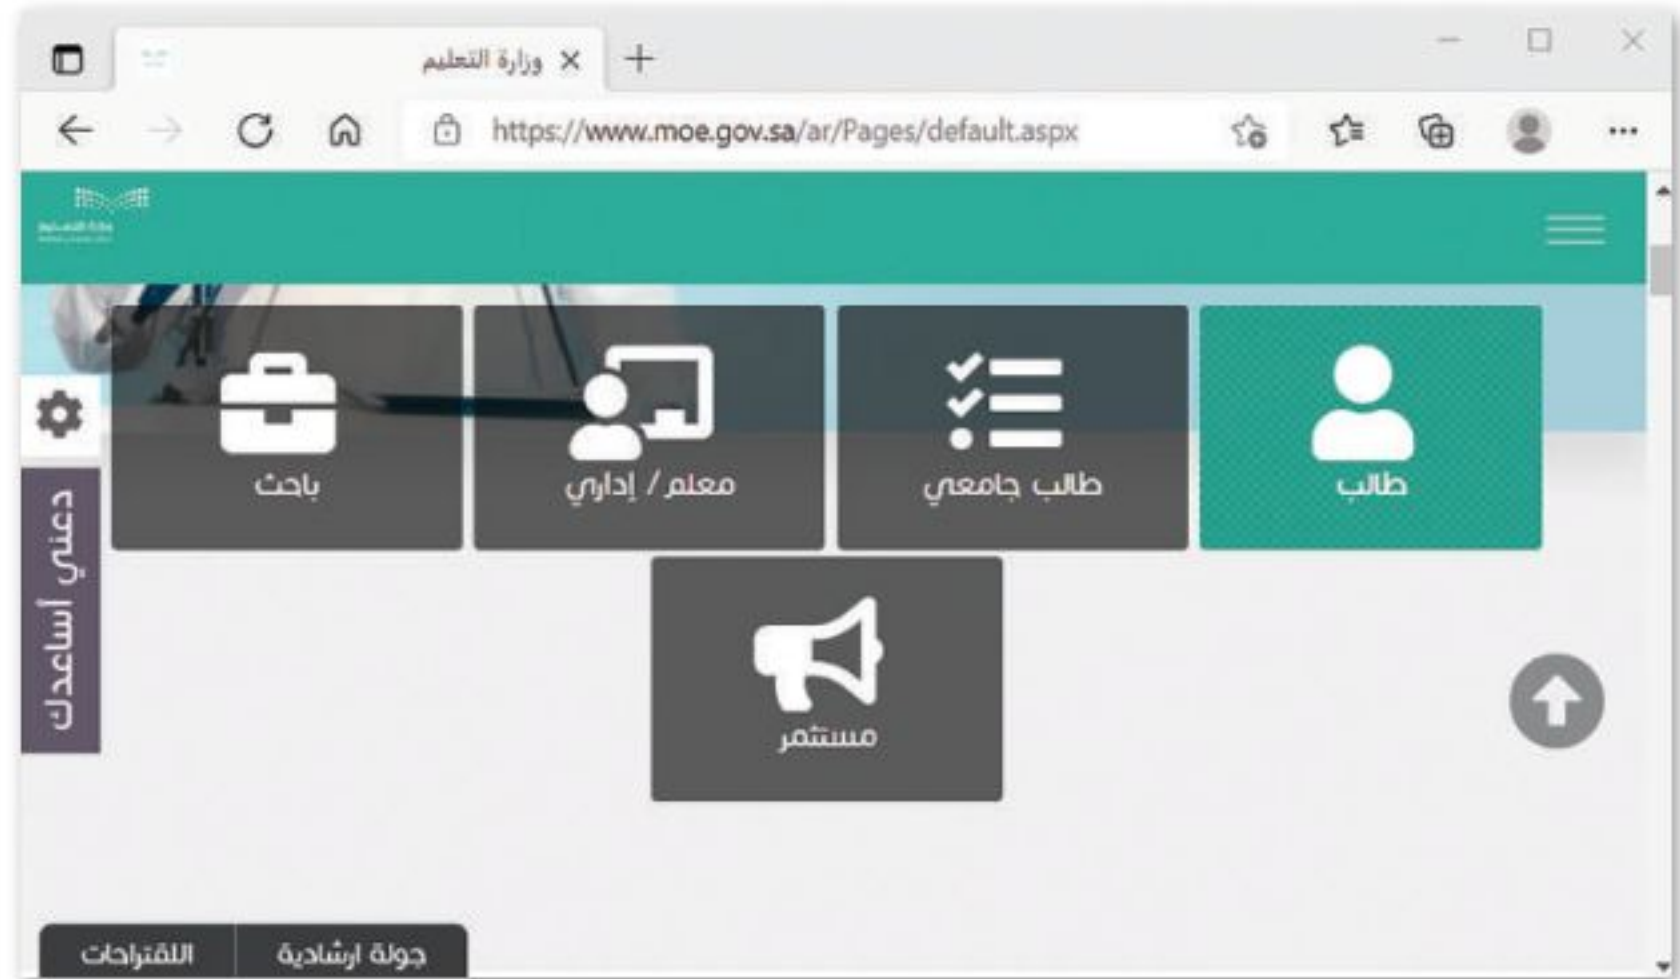 وزارة التعليم
https://www.moe.gov.sa/ar/Pages/default.aspx
طالب
طالب جامعي
معلم / إداري
باحث
مستثمر
دعني أساعدك
جولة ارشادية
اللقتراحات